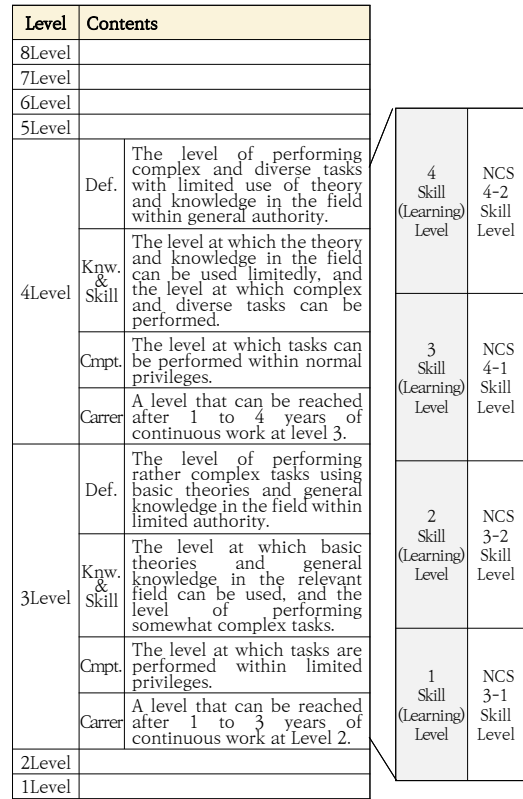 Level Contents
8Level
7Level
6Level
5Level
4Level
Def.
The level of performing
complex and diverse tasks
with limited use of theory
and knowledge in the field
within general authority.
Knw.
&
Skill
The level at which the theory
and knowledge in the field
can be used limitedly, and
the level at which complex
and diverse tasks can be
performed.
Cmpt.
The level at which tasks can
be performed within normal
privileges.
Carrer
A level that can be reached
after 1 to 4 years of
continuous work at level 3.
3Level
Def.
The level of performing
rather complex tasks using
basic theories and general
knowledge in the field within
limited authority.
Knw.
&
Skill
The level at which basic
theories and general
knowledge in the relevant
field can be used, and the
level of performing
somewhat complex tasks.
Cmpt.
The level at which tasks are
performed within limited
privileges.
Carrer
A level that can be reached
after 1 to 3 years of
continuous work at Level 2.
2Level
1Level
4
Skill
(Learning)
Level
NCS
4-2
Skill
Level
3
Skill
(Learning)
Level
NCS
4-1
Skill
Level
2
Skill
(Learning)
Level
NCS
3-2
Skill
Level
1
Skill
(Learning)
Level
NCS
3-1
Skill
Level